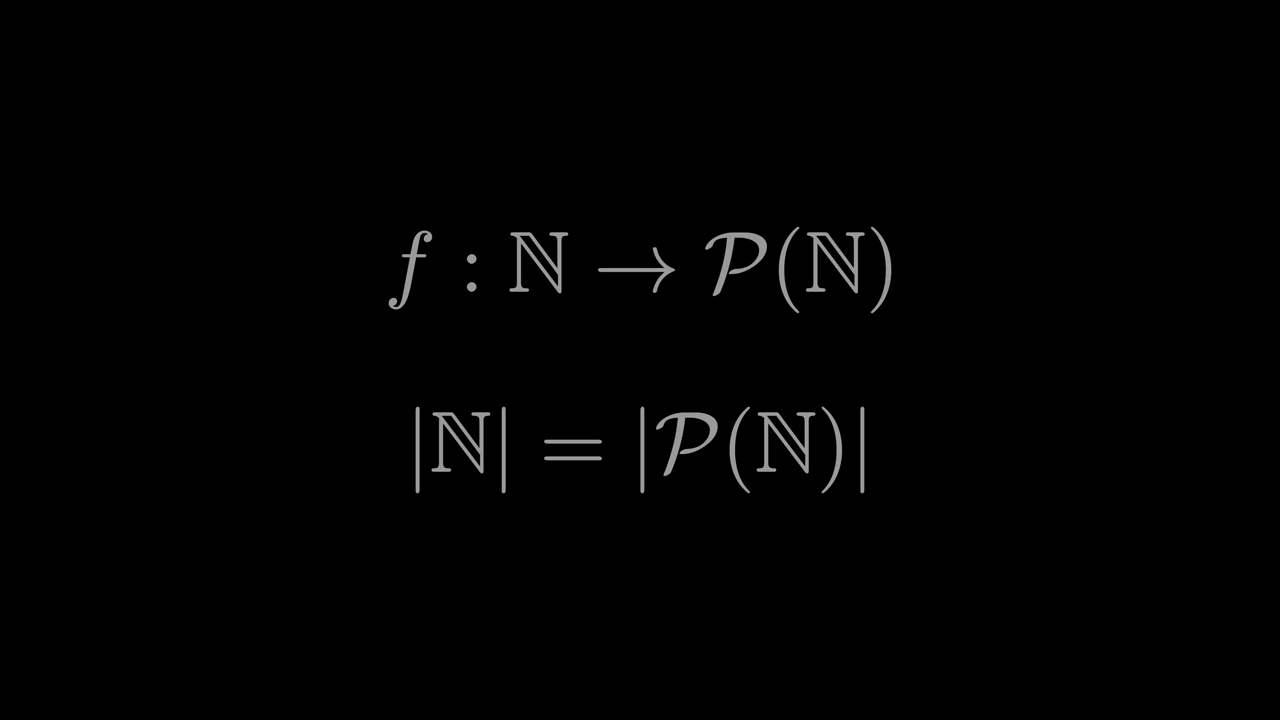 f : ℕ → 𝒫(ℕ)
|ℕ| = |𝒫(ℕ)|